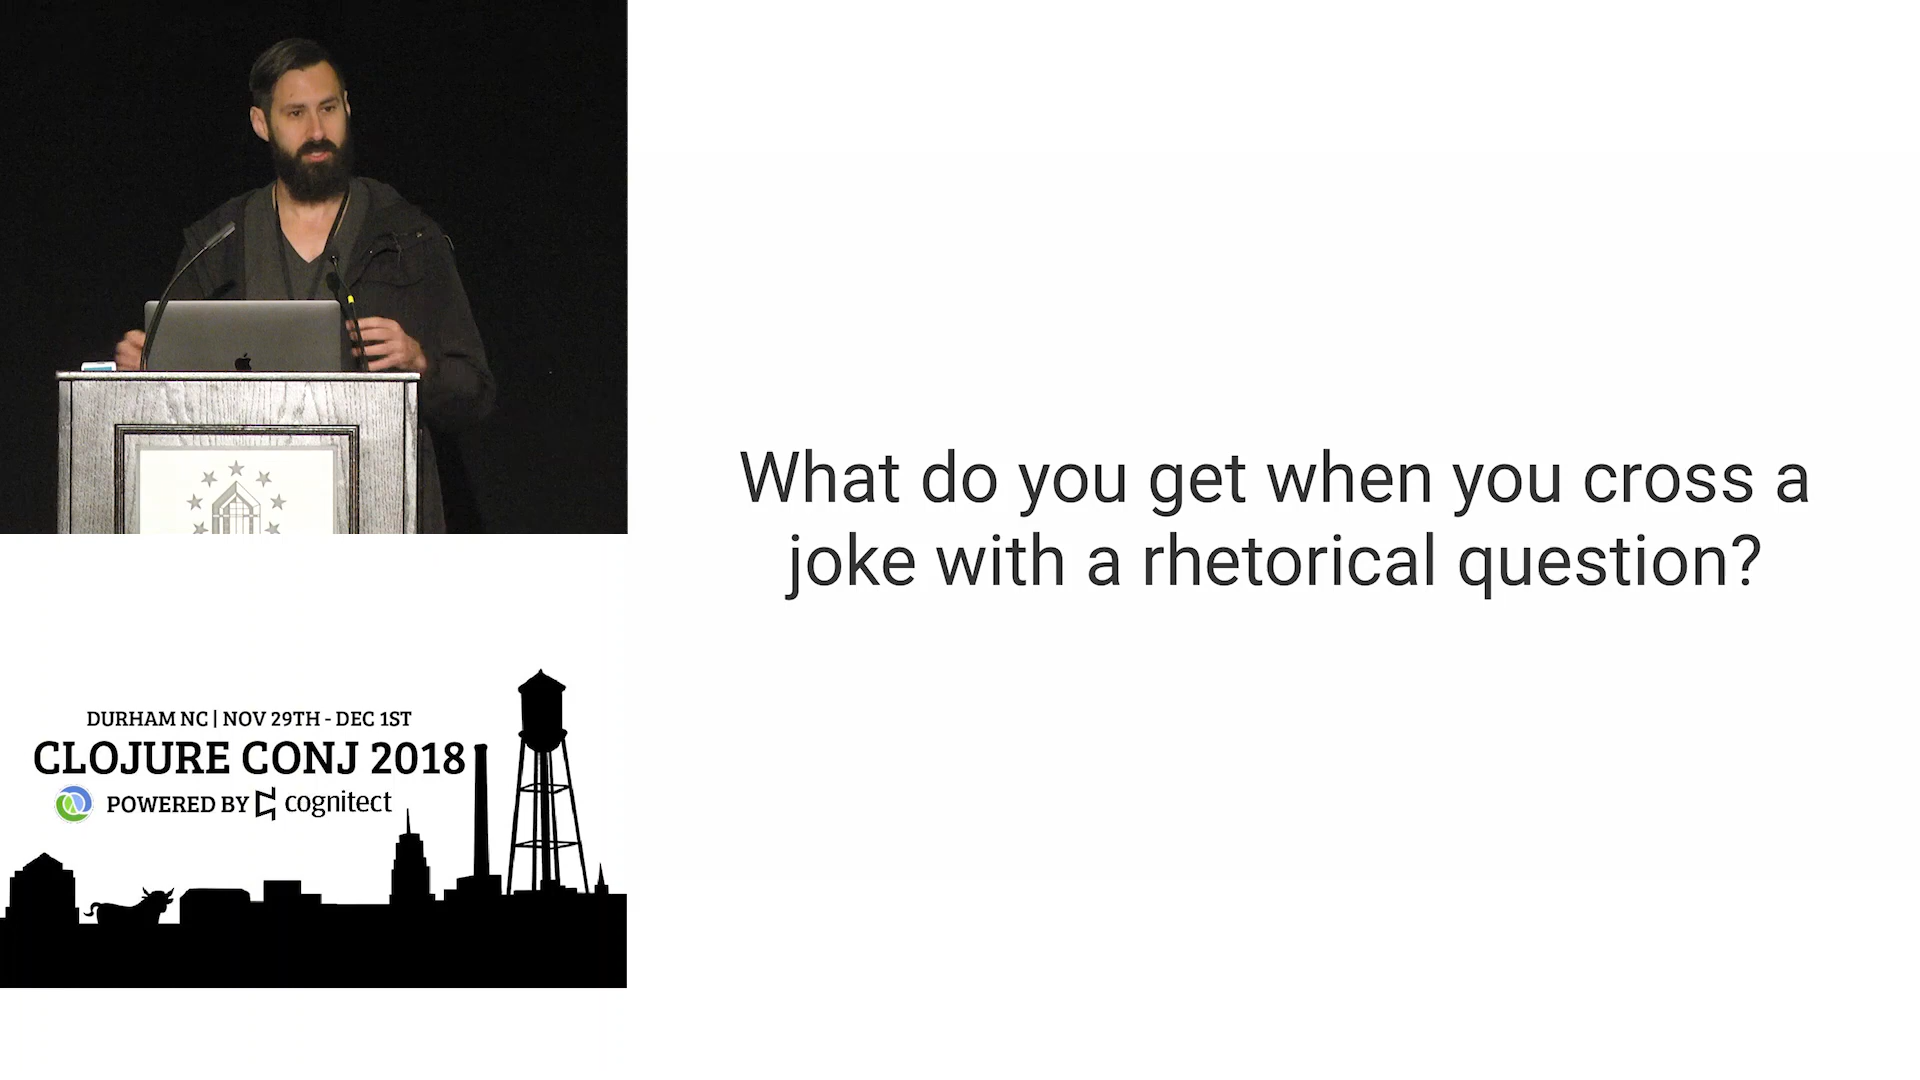 What do you get when you cross a
joke with a rhetorical question?
DURHAM NC | NOV 29TH - DEC 1ST
CLOJURE CONJ 2018
POWERED BY cognitect